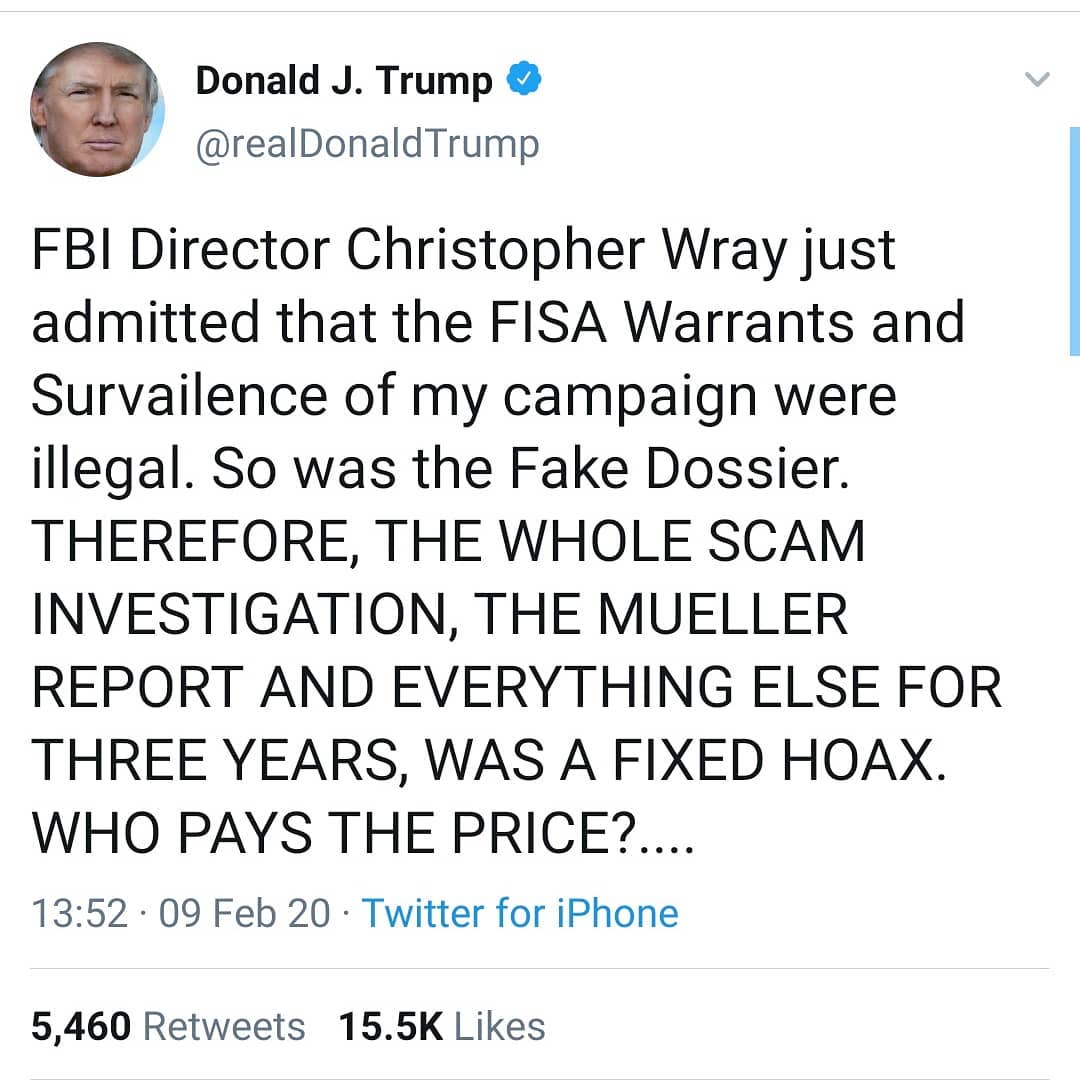 Donald J. Trump
@realDonaldTrump
FBI Director Christopher Wray just
admitted that the FISA Warrants and
Survailence of my campaign were
illegal. So was the Fake Dossier.
THEREFORE, THE WHOLE SCAM
INVESTIGATION, THE MUELLER
REPORT AND EVERYTHING ELSE FOR
THREE YEARS, WAS A FIXED HOAX.
WHO PAYS THE PRICE?....
13:52 · 09 Feb 20 · Twitter for iPhone
5,460 Retweets 15.5K Likes